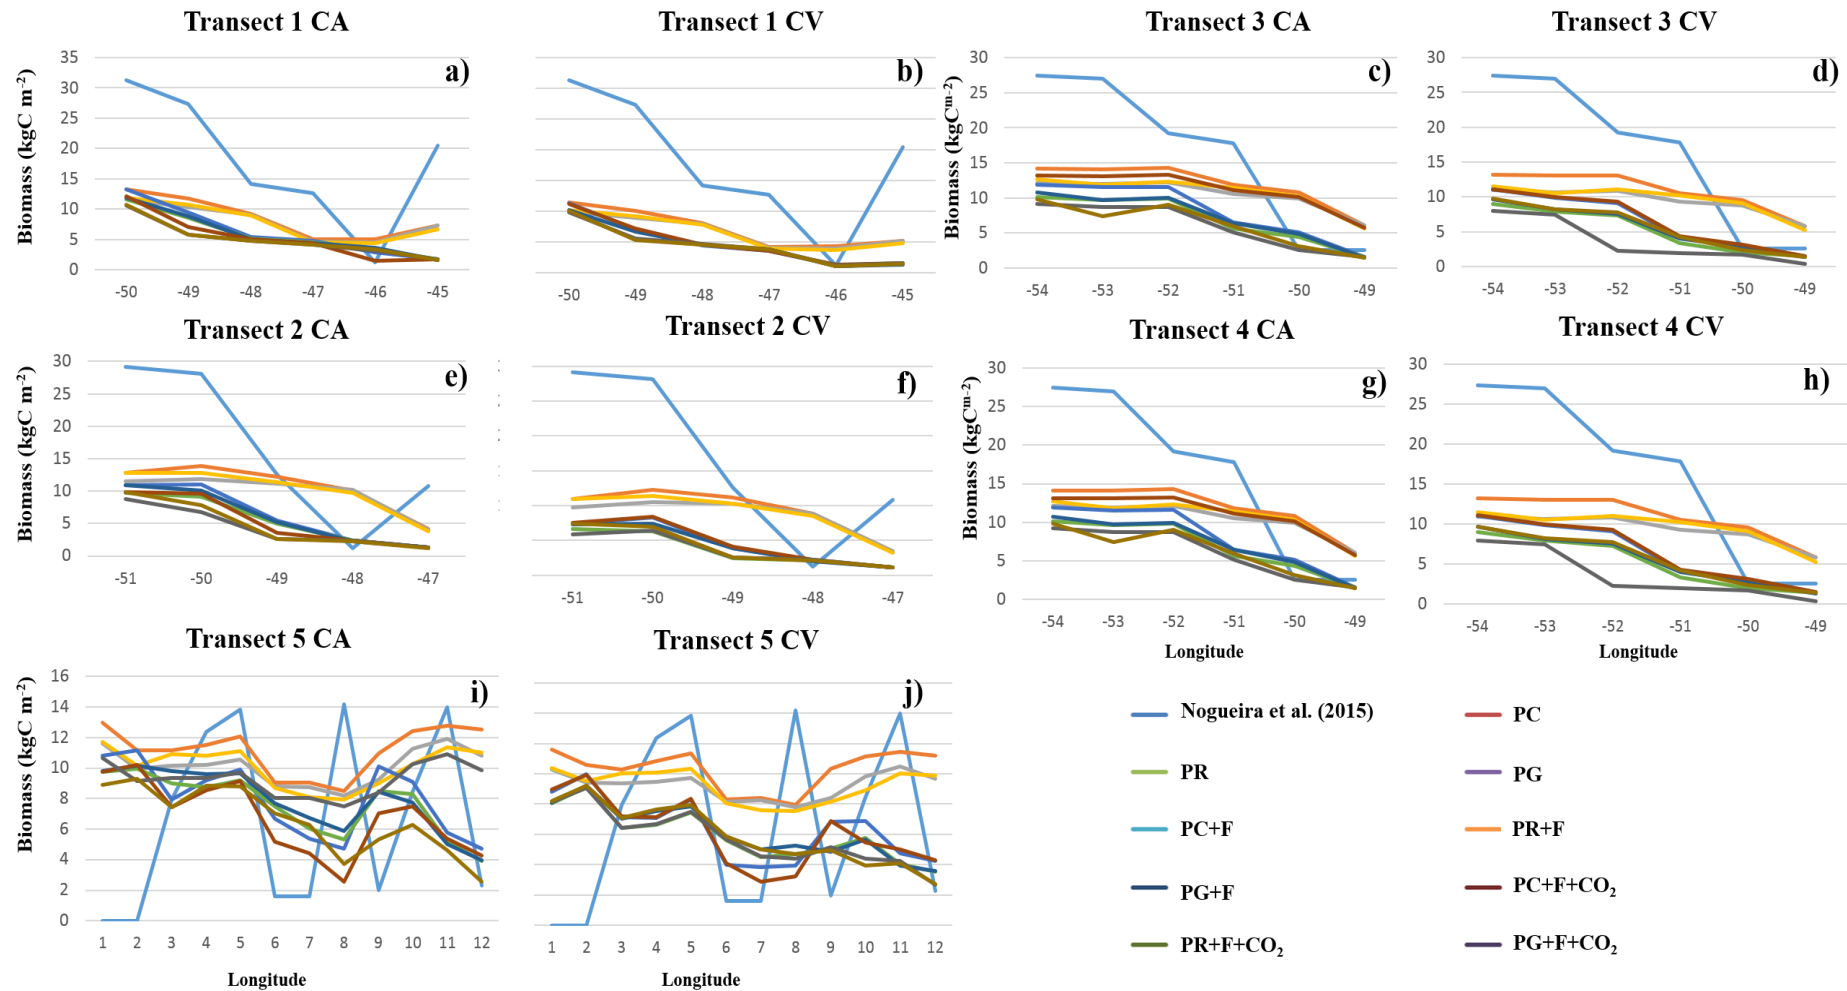 Transect 1 CA
Transect 1 CV
Transect 3 CA
Transect 3 CV
Biomass (kgC m⁻²)
35
30
25
20
15
10
5
0
a)
-50 -49 -48 -47 -46 -45
b)
-50 -49 -48 -47 -46 -45
Biomass (kgCᵐ⁻²)
30
25
20
15
10
5
0
c)
-54 -53 -52 -51 -50 -49
30
25
20
15
10
5
0
d)
-54 -53 -52 -51 -50 -49
Transect 2 CA
Transect 2 CV
Transect 4 CA
Transect 4 CV
Biomass (kgC m⁻²)
30
25
20
15
10
5
0
e)
-51 -50 -49 -48 -47
f)
-51 -50 -49 -48 -47
Biomass (kgCᵐ⁻²)
30
25
20
15
10
5
0
g)
-54 -53 -52 -51 -50 -49
Longitude
30
25
20
15
10
5
0
h)
-54 -53 -52 -51 -50 -49
Longitude
Transect 5 CA
Transect 5 CV
Biomass (kgC m⁻²)
16
14
12
10
8
6
4
2
0
i)
1 2 3 4 5 6 7 8 9 10 11 12
Longitude
j)
1 2 3 4 5 6 7 8 9 10 11 12
Longitude
Nogueira et al. (2015)
PC
PR
PG
PC+F
PR+F
PG+F
PC+F+CO₂
PR+F+CO₂
PG+F+CO₂